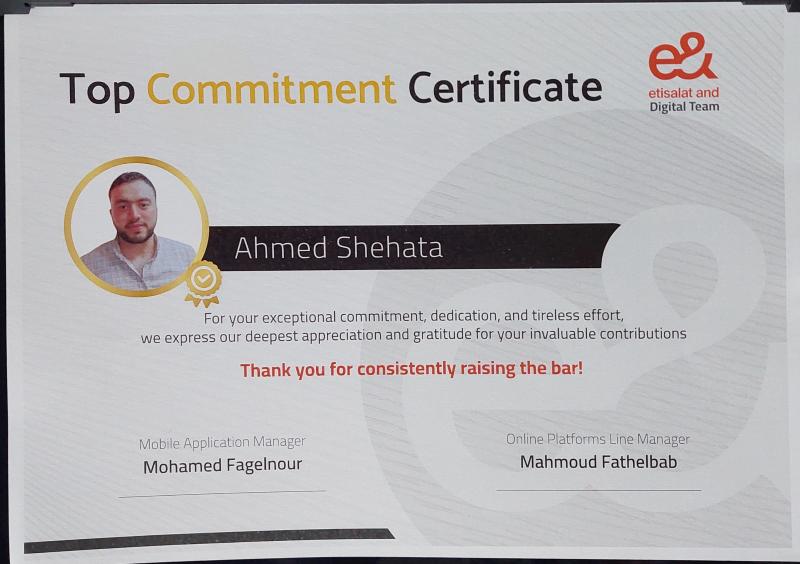 Top Commitment Certificate
e&
etisalat and
Digital Team
Ahmed Shehata
For your exceptional commitment, dedication, and tireless effort,
we express our deepest appreciation and gratitude for your invaluable contributions
Thank you for consistently raising the bar!
Mobile Application Manager
Mohamed Fagelnour
Online Platforms Line Manager
Mahmoud Fathelbab